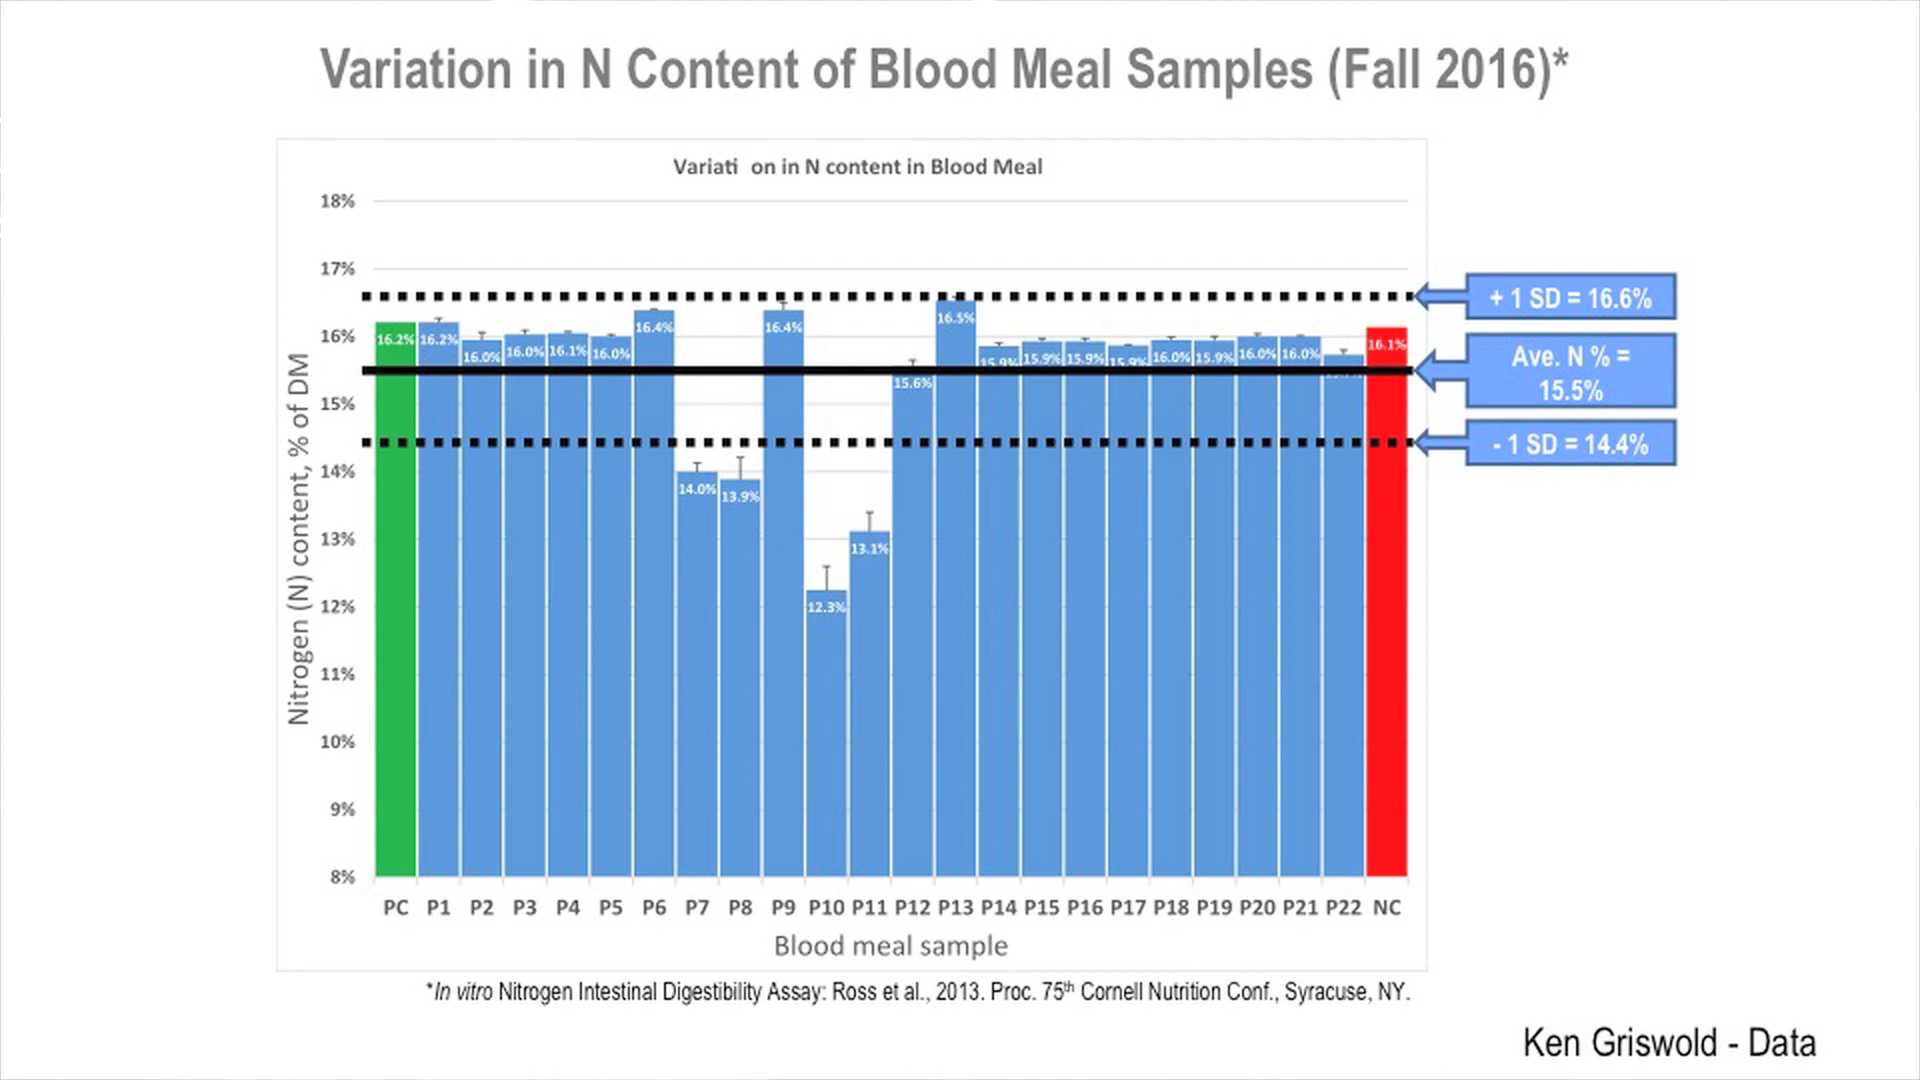 Variation in N Content of Blood Meal Samples (Fall 2016)*
Variati on in N content in Blood Meal
18%
17%
16%
15%
14%
13%
12%
11%
10%
9%
8%
Nitrogen (N) content, % of DM
16.2% 16.2% 16.0% 16.0% 16.1% 16.0% 16.4% 14.0% 13.9% 16.4% 12.3% 13.1% 15.6% 16.5% 15.9% 15.9% 15.9% 15.9% 16.0% 15.9% 16.0% 16.0% 16.1%
+ 1 SD = 16.6%
Ave. N % =
15.5%
- 1 SD = 14.4%
PC P1 P2 P3 P4 P5 P6 P7 P8 P9 P10 P11 P12 P13 P14 P15 P16 P17 P18 P19 P20 P21 P22 NC
Blood meal sample
*In vitro Nitrogen Intestinal Digestibility Assay: Ross et al., 2013. Proc. 75th Cornell Nutrition Conf., Syracuse, NY.
Ken Griswold - Data